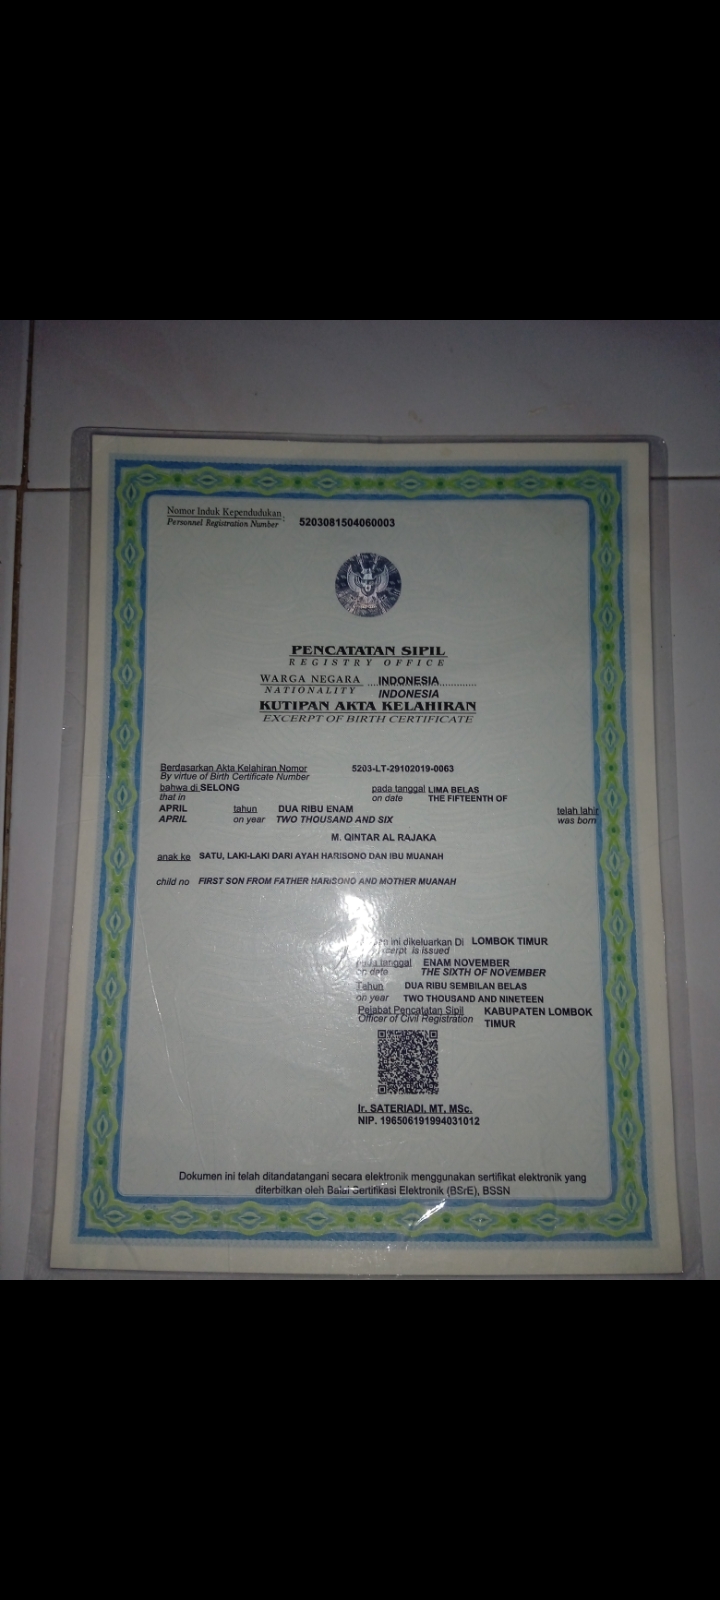 Nomor Induk Kependudukan :
Personnel Registration Number 5203081504060003
PENCATATAN SIPIL
REGISTRY OFFICE
WARGA NEGARA INDONESIA
NATIONALITY INDONESIA
KUTIPAN AKTA KELAHIRAN
EXCERPT OF BIRTH CERTIFICATE
Berdasarkan Akta Kelahiran Nomor 5203-LT-29102019-0063
By virtue of Birth Certificate Number
bahwa di SELONG pada tanggal LIMA BELAS
that in on date THE FIFTEENTH OF
APRIL tahun DUA RIBU ENAM telah lahir
APRIL on year TWO THOUSAND AND SIX was born
M. QINTAR AL RAJAKA
anak ke SATU, LAKI-LAKI DARI AYAH HARISONO DAN IBU MUANAH
child no FIRST SON FROM FATHER HARISONO AND MOTHER MUANAH
ini dikeluarkan Di LOMBOK TIMUR
is issued
pada tanggal ENAM NOVEMBER
on date THE SIXTH OF NOVEMBER
Tahun DUA RIBU SEMBILAN BELAS
on year TWO THOUSAND AND NINETEEN
Pejabat Pencatatan Sipil KABUPATEN LOMBOK
Officer of Civil Registration TIMUR
Ir. SATERIADI, MT, MSc.
NIP. 196506191994031012
Dokumen ini telah ditandatangani secara elektronik menggunakan sertifikat elektronik yang
diterbitkan oleh Balai Sertifikasi Elektronik (BSrE), BSSN